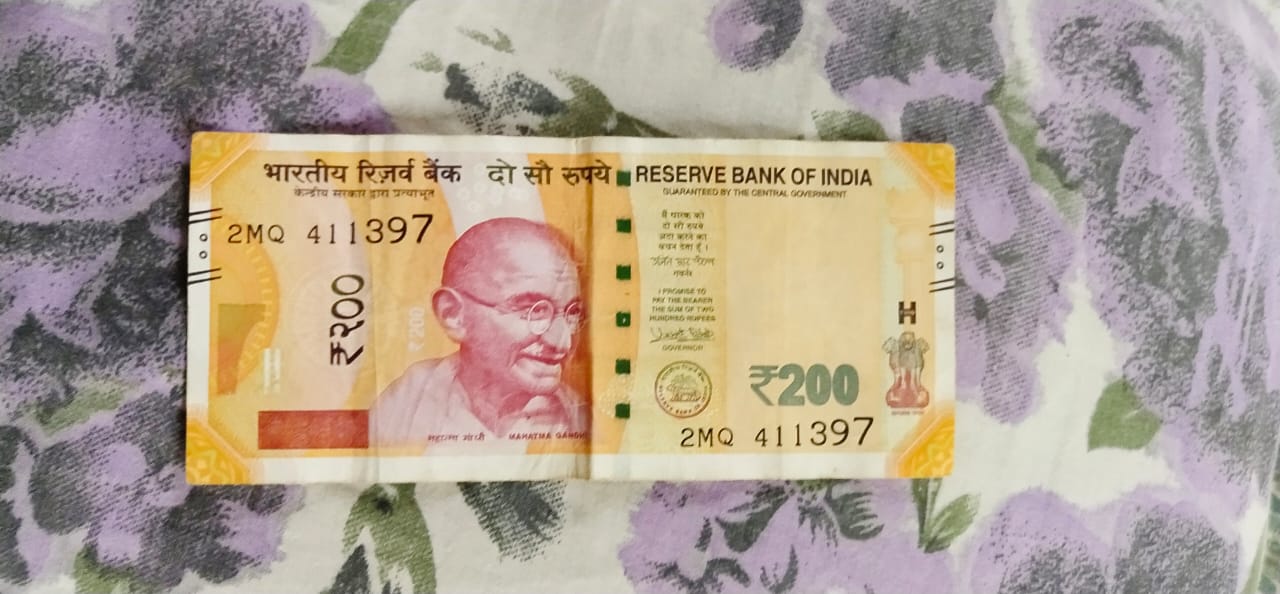 भारतीय रिज़र्व बैंक
केन्द्रीय सरकार द्वारा प्रत्याभूत
दो सौ रुपये
RESERVE BANK OF INDIA
GUARANTEED BY THE CENTRAL GOVERNMENT
2MQ 411397
₹२००
₹200
मैं धारक को
दो सौ रुपये
अदा करने का
वचन देता हूँ ।
गवर्नर
I PROMISE TO
PAY THE BEARER
THE SUM OF TWO
HUNDRED RUPEES
GOVERNOR
₹200
2MQ 411397
महात्मा गांधी MAHATMA GANDHI